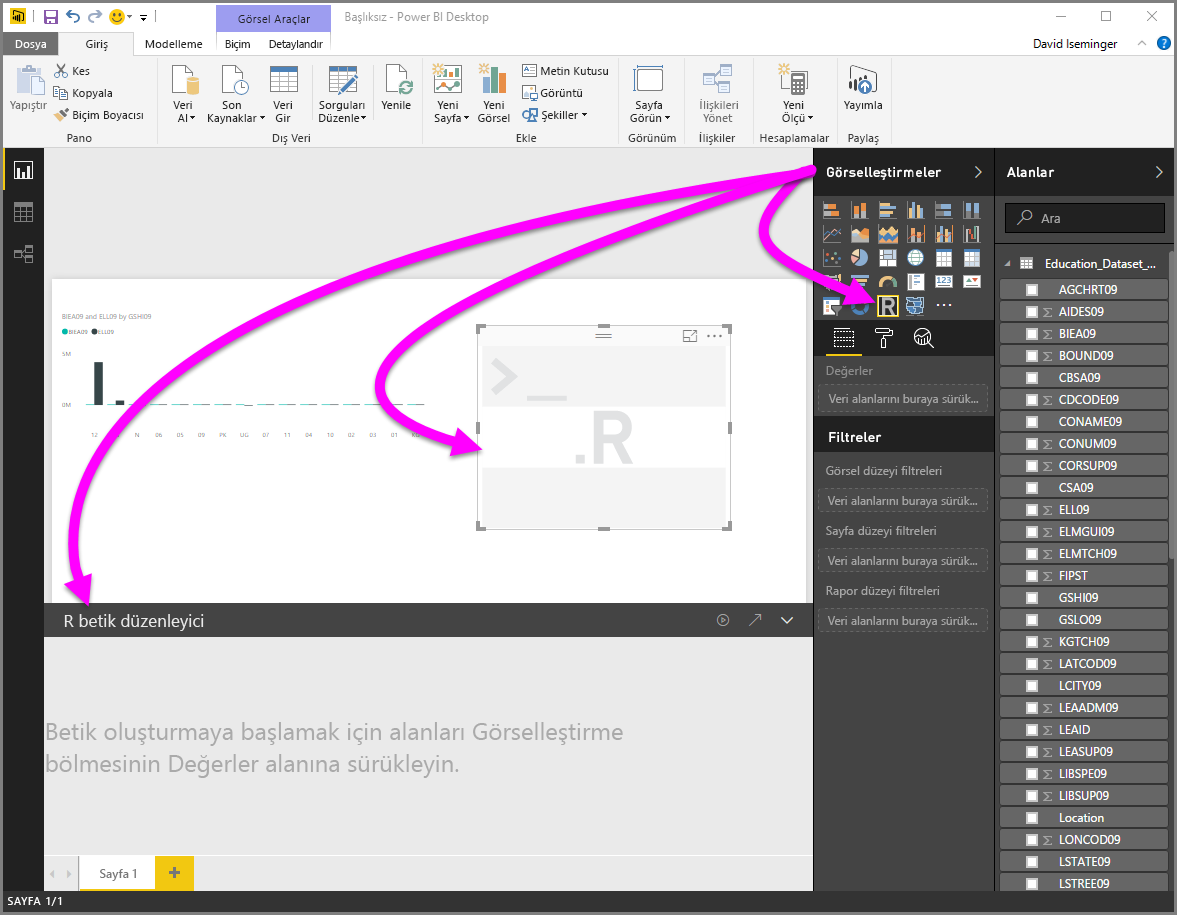 Görsel Araçlar
Başlıksız - Power BI Desktop
Dosya
Giriş
Modelleme
Biçim
Detaylandır
David Iseminger
?
Yapıştır
Kes
Kopyala
Biçim Boyacısı
Pano
Veri
Al
Son
Kaynaklar
Veri
Gir
Sorguları
Düzenle
Yenile
Dış Veri
Yeni
Sayfa
Yeni
Görsel
Metin Kutusu
Görüntü
Şekiller
Ekle
Sayfa
Görün
Görünüm
İlişkileri
Yönet
İlişkiler
Yeni
Ölçü
Hesaplamalar
Yayımla
Paylaş
BIEA09 and ELL09 by GSHI09
BIEA09 ELL09
5M
0M
12
N 06 05 09 PK UG 07 11 04 10 02 03 01 KG
>_
.R
R betik düzenleyici
Betik oluşturmaya başlamak için alanları Görselleştirme
bölmesinin Değerler alanına sürükleyin.
Sayfa 1
+
SAYFA 1/1
Görselleştirmeler
123
R
Değerler
Veri alanlarını buraya sürük...
Filtreler
Görsel düzeyi filtreleri
Veri alanlarını buraya sürük...
Sayfa düzeyi filtreleri
Veri alanlarını buraya sürük...
Rapor düzeyi filtreleri
Veri alanlarını buraya sürük...
Alanlar
Ara
Education_Dataset_...
AGCHRT09
Σ AIDES09
Σ BIEA09
Σ BOUND09
CBSA09
Σ CDCODE09
CONAME09
Σ CONUM09
Σ CORSUP09
CSA09
Σ ELL09
Σ ELMGUI09
Σ ELMTCH09
Σ FIPST
GSHI09
GSLO09
Σ KGTCH09
Σ LATCOD09
LCITY09
Σ LEAADM09
LEAID
Σ LEASUP09
Σ LIBSPE09
Σ LIBSUP09
Location
Σ LONCOD09
LSTATE09
LSTREE09